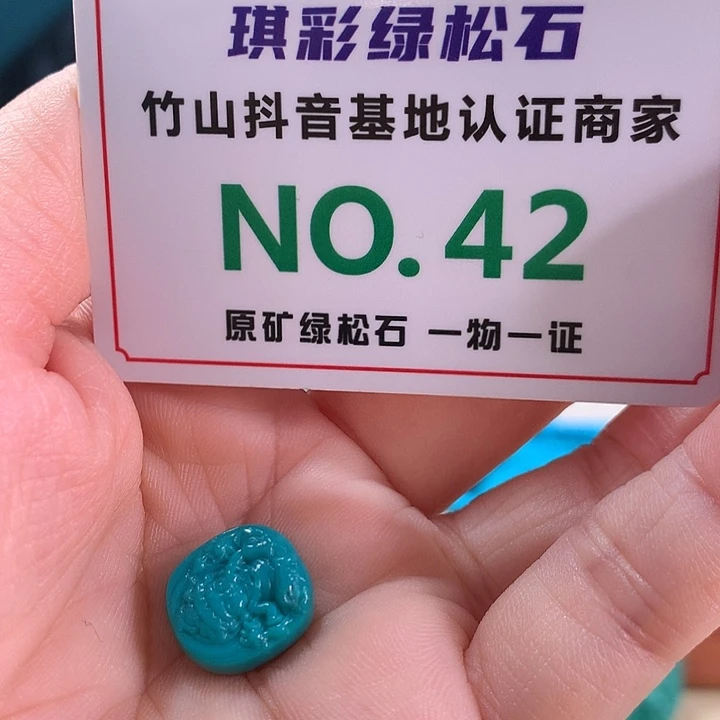 琪彩绿松石
竹山抖音基地认证商家
NO.42
原矿绿松石 一物一证